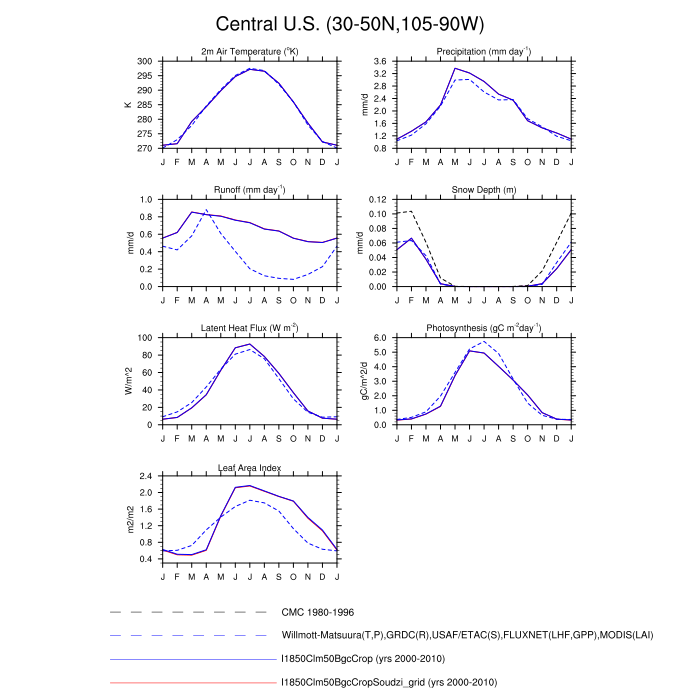 Central U.S. (30-50N,105-90W)
2m Air Temperature (°K)
K
300
295
290
285
280
275
270
J F M A M J J A S O N D J
Precipitation (mm day-1)
mm/d
3.6
3.2
2.8
2.4
2.0
1.6
1.2
0.8
J F M A M J J A S O N D J
Runoff (mm day-1)
mm/d
1.0
0.8
0.6
0.4
0.2
0.0
J F M A M J J A S O N D J
Snow Depth (m)
mm/d
0.12
0.10
0.08
0.06
0.04
0.02
0.00
J F M A M J J A S O N D J
Latent Heat Flux (W m-2)
W/m^2
100
80
60
40
20
0
J F M A M J J A S O N D J
Photosynthesis (gC m-2day-1)
gC/m^2/d
6.0
5.0
4.0
3.0
2.0
1.0
0.0
J F M A M J J A S O N D J
Leaf Area Index
m2/m2
2.4
2.0
1.6
1.2
0.8
0.4
J F M A M J J A S O N D J
CMC 1980-1996
Willmott-Matsuura(T,P),GRDC(R),USAF/ETAC(S),FLUXNET(LHF,GPP),MODIS(LAI)
I1850Clm50BgcCrop (yrs 2000-2010)
I1850Clm50BgcCropSoudzi_grid (yrs 2000-2010)